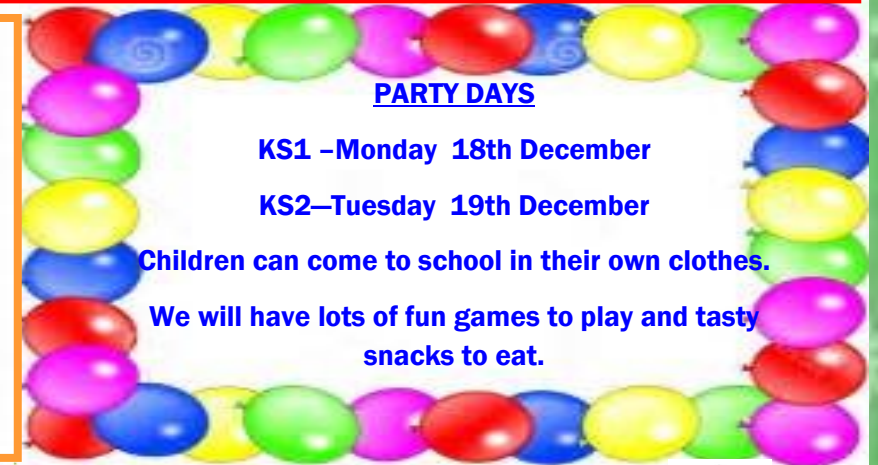 PARTY DAYS
KS1 –Monday  18th December
KS2—Tuesday  19th December
Children can come to school in their own clothes.
We will have lots of fun games to play and tasty
snacks to eat.